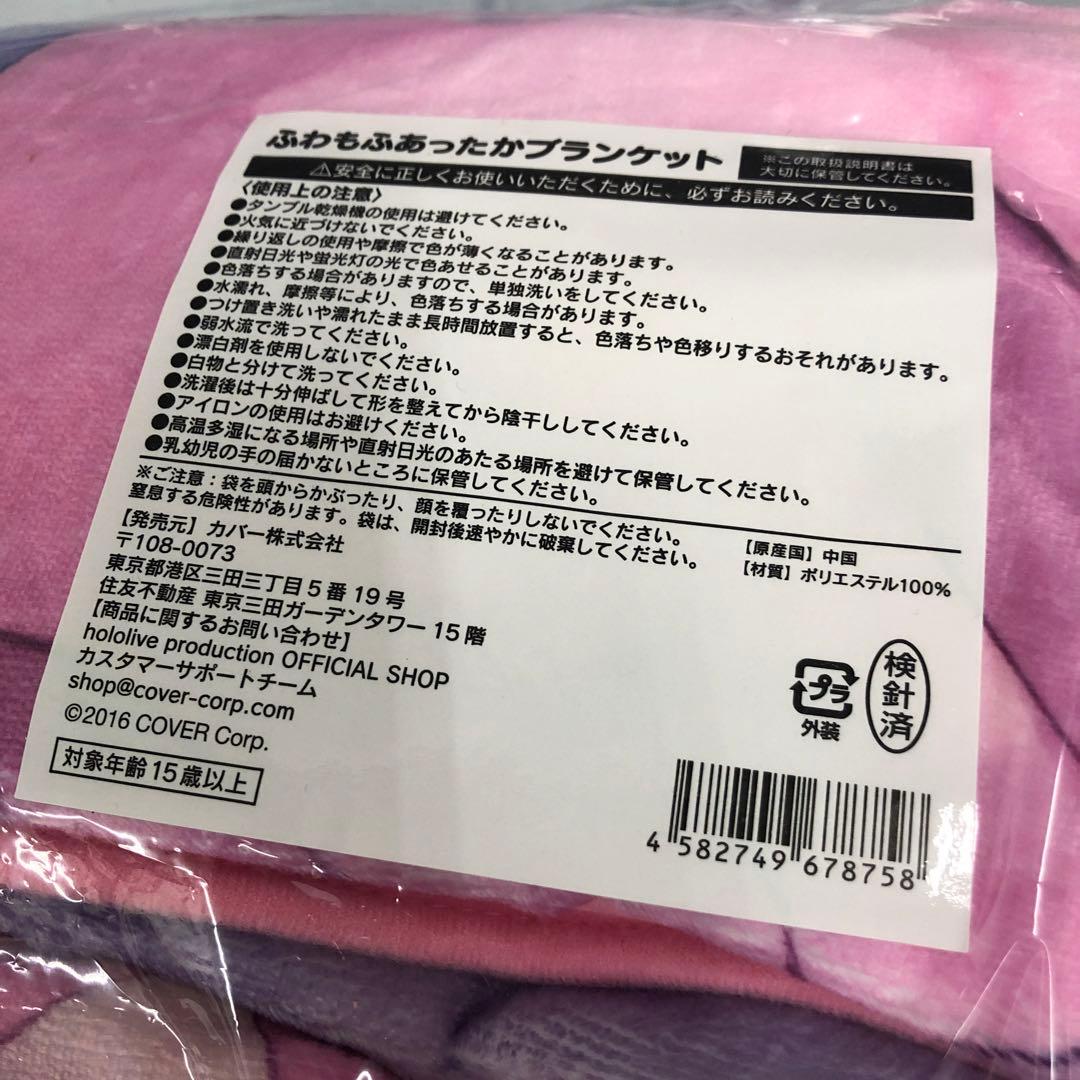 ふわもふあったかブランケット
※この取扱説明書は
大切に保管してください。
⚠安全に正しくお使いいただくために、必ずお読みください。
〈使用上の注意〉
●タンブル乾燥機の使用は避けてください。
●火気に近づけないでください。
●繰り返しの使用や摩擦で色が薄くなることがあります。
●直射日光や蛍光灯の光で色あせることがあります。
●色落ちする場合がありますので、単独洗いをしてください。
●水濡れ、摩擦等により、色落ちする場合があります。
●つけ置き洗いや濡れたまま長時間放置すると、色落ちや色移りするおそれがあります。
●弱水流で洗ってください。
●漂白剤を使用しないでください。
●白物と分けて洗ってください。
●洗濯後は十分伸ばして形を整えてから陰干ししてください。
●アイロンの使用はお避けください。
●高温多湿になる場所や直射日光のあたる場所を避けて保管してください。
●乳幼児の手の届かないところに保管してください。
※ご注意：袋を頭からかぶったり、顔を覆ったりしないでください。
窒息する危険性があります。袋は、開封後速やかに破棄してください。
【発売元】カバー株式会社
〒108-0073
東京都港区三田三丁目5番19号
住友不動産 東京三田ガーデンタワー 15階
【商品に関するお問い合わせ】
hololive production OFFICIAL SHOP
カスタマーサポートチーム
shop@cover-corp.com
©2016 COVER Corp.
対象年齢15歳以上
【原産国】中国
【材質】ポリエステル100%
プラ
外装
検針済
4 582749 678758